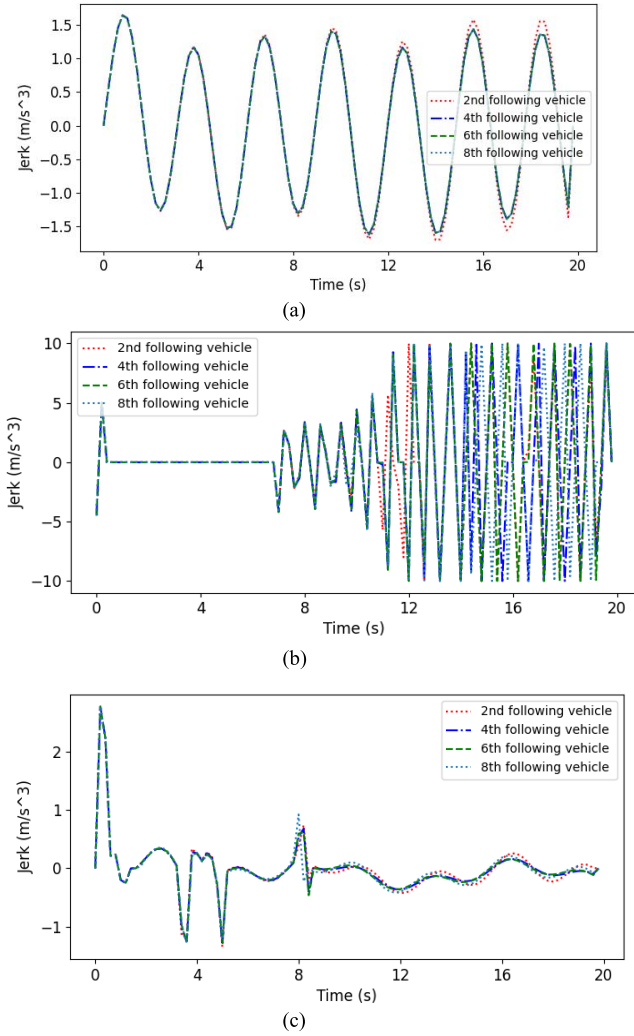 1.5
1.0
0.5
0.0
−0.5
−1.0
−1.5
Jerk (m/s^3)
2nd following vehicle
4th following vehicle
6th following vehicle
8th following vehicle
0
4
8
12
16
20
Time (s)
(a)
10
5
0
−5
−10
Jerk (m/s^3)
2nd following vehicle
4th following vehicle
6th following vehicle
8th following vehicle
0
4
8
12
16
20
Time (s)
(b)
2
1
0
−1
Jerk (m/s^3)
2nd following vehicle
4th following vehicle
6th following vehicle
8th following vehicle
0
4
8
12
16
20
Time (s)
(c)